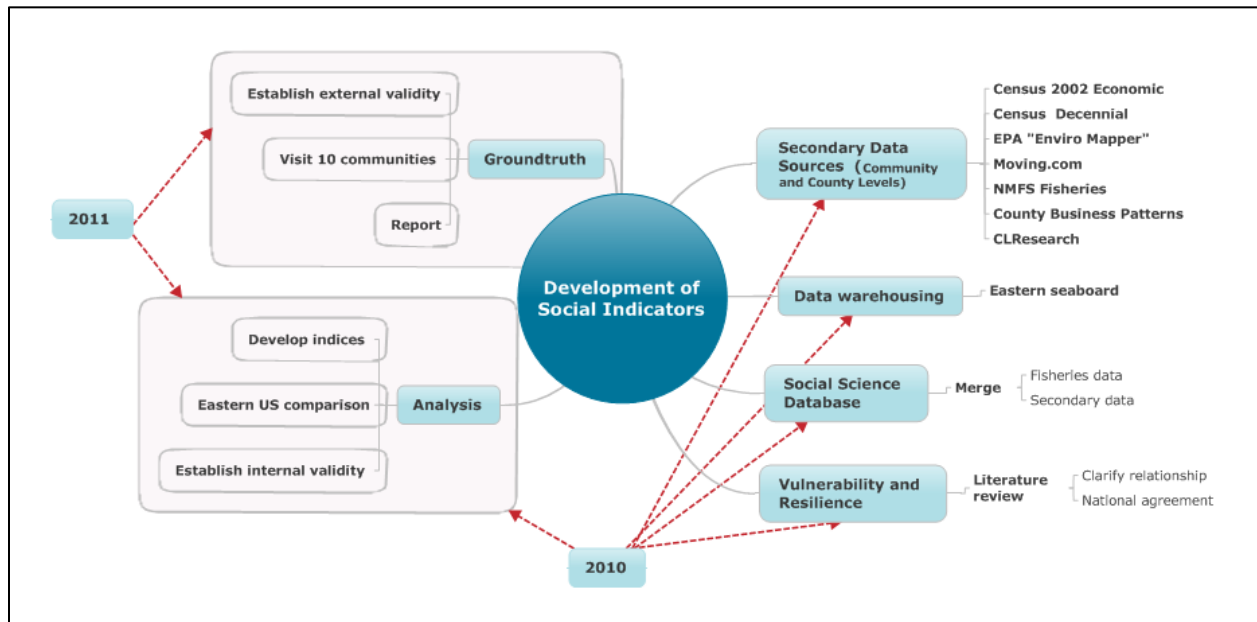 Establish external validity
Visit 10 communities
Report
Groundtruth
2011
Develop indices
Eastern US comparison
Establish internal validity
Analysis
Development of
Social Indicators
2010
Secondary Data
Sources (Community
and County Levels)
Census 2002 Economic
Census Decennial
EPA "Enviro Mapper"
Moving.com
NMFS Fisheries
County Business Patterns
CLResearch
Data warehousing
Eastern seaboard
Social Science
Database
Merge
Fisheries data
Secondary data
Vulnerability and
Resilience
Literature
review
Clarify relationship
National agreement